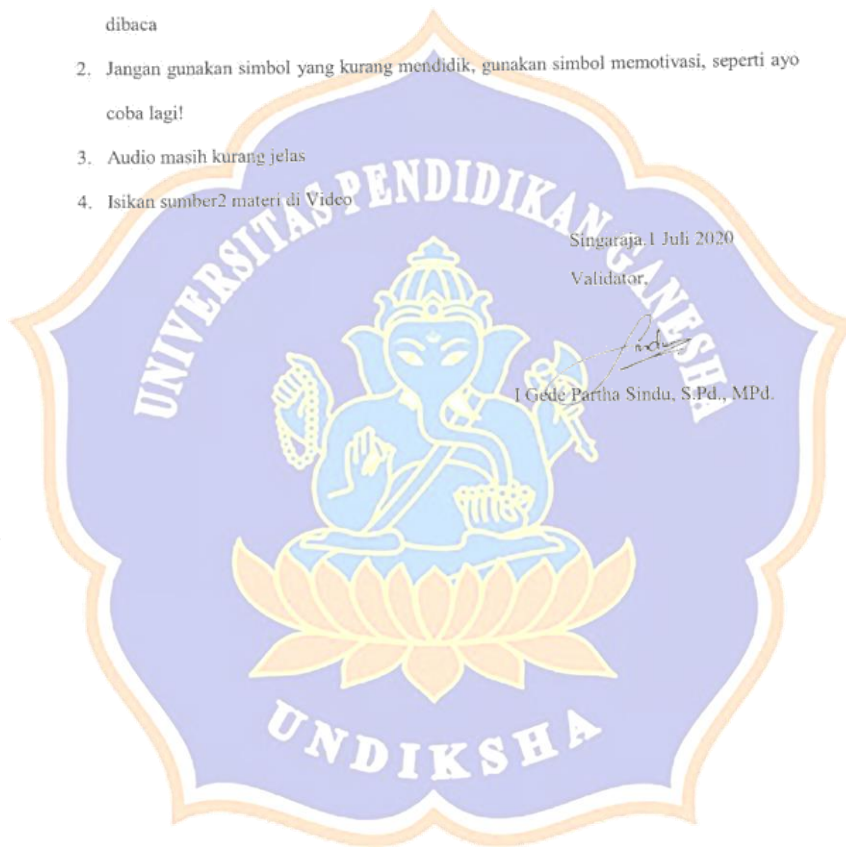 dibaca
2. Jangan gunakan simbol yang kurang mendidik, gunakan simbol memotivasi, seperti ayo
coba lagi!
3. Audio masih kurang jelas
4. Isikan sumber2 materi di Video
UNIVERSITAS PENDIDIKAN GANESHA
Singaraja,1 Juli 2020
Validator,
I Gede Partha Sindu, S.Pd., MPd.
UNDIKSHA